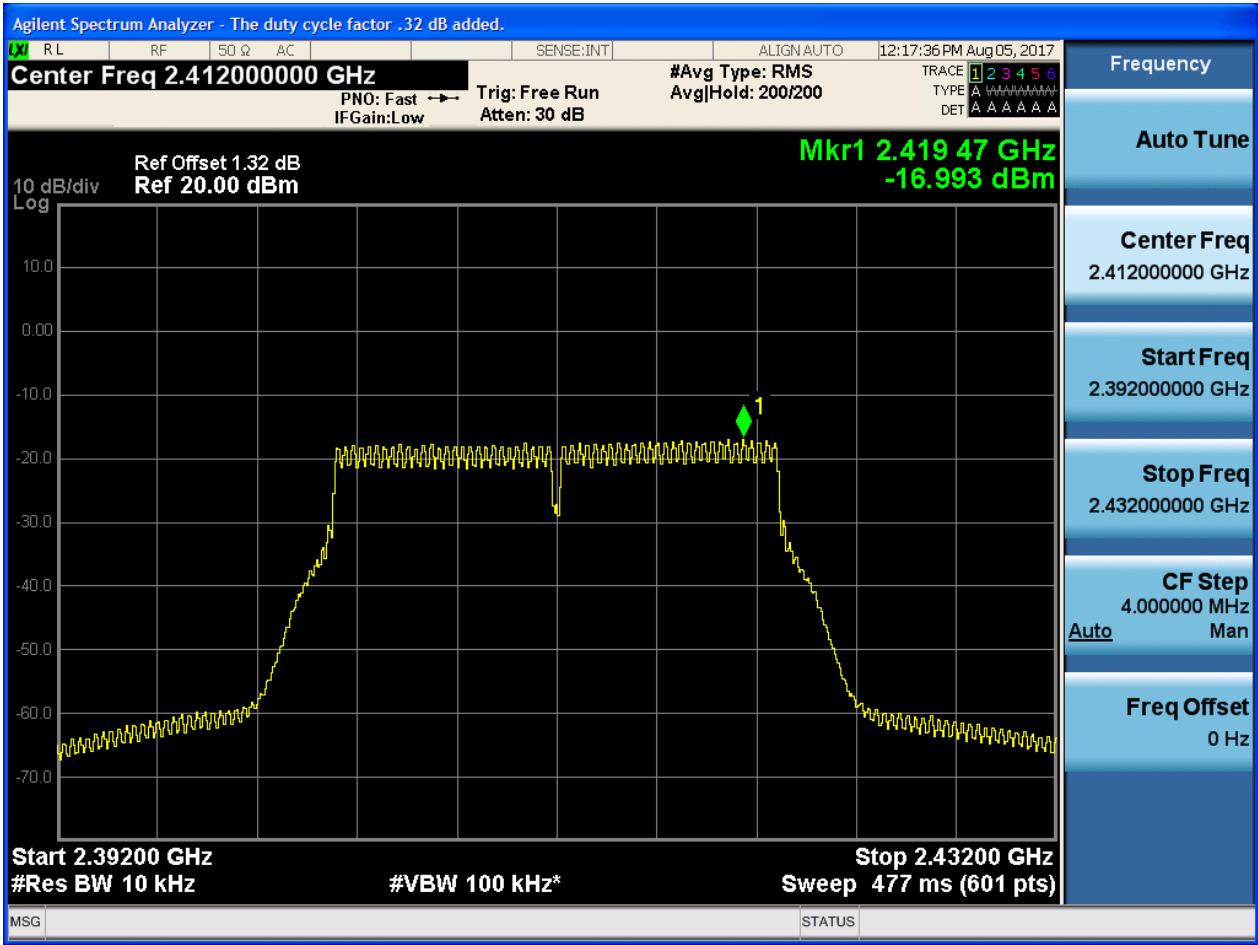 Agilent Spectrum Analyzer - The duty cycle factor .32 dB added.
LXI RL RF 50 Ω AC SENSE:INT ALIGN AUTO 12:17:36 PM Aug 05, 2017
Center Freq 2.412000000 GHz
PNO: Fast
IFGain:Low
Trig: Free Run
Atten: 30 dB
#Avg Type: RMS
Avg|Hold: 200/200
TRACE 1 2 3 4 5 6
TYPE A WWWWW
DET A A A A A A
Mkr1 2.419 47 GHz
-16.993 dBm
Ref Offset 1.32 dB
10 dB/div Ref 20.00 dBm
Log
10.0
0.00
-10.0
-20.0
-30.0
-40.0
-50.0
-60.0
-70.0
1
Start 2.39200 GHz Stop 2.43200 GHz
#Res BW 10 kHz #VBW 100 kHz* Sweep 477 ms (601 pts)
MSG STATUS
Frequency
Auto Tune
Center Freq
2.412000000 GHz
Start Freq
2.392000000 GHz
Stop Freq
2.432000000 GHz
CF Step
4.000000 MHz
Auto Man
Freq Offset
0 Hz